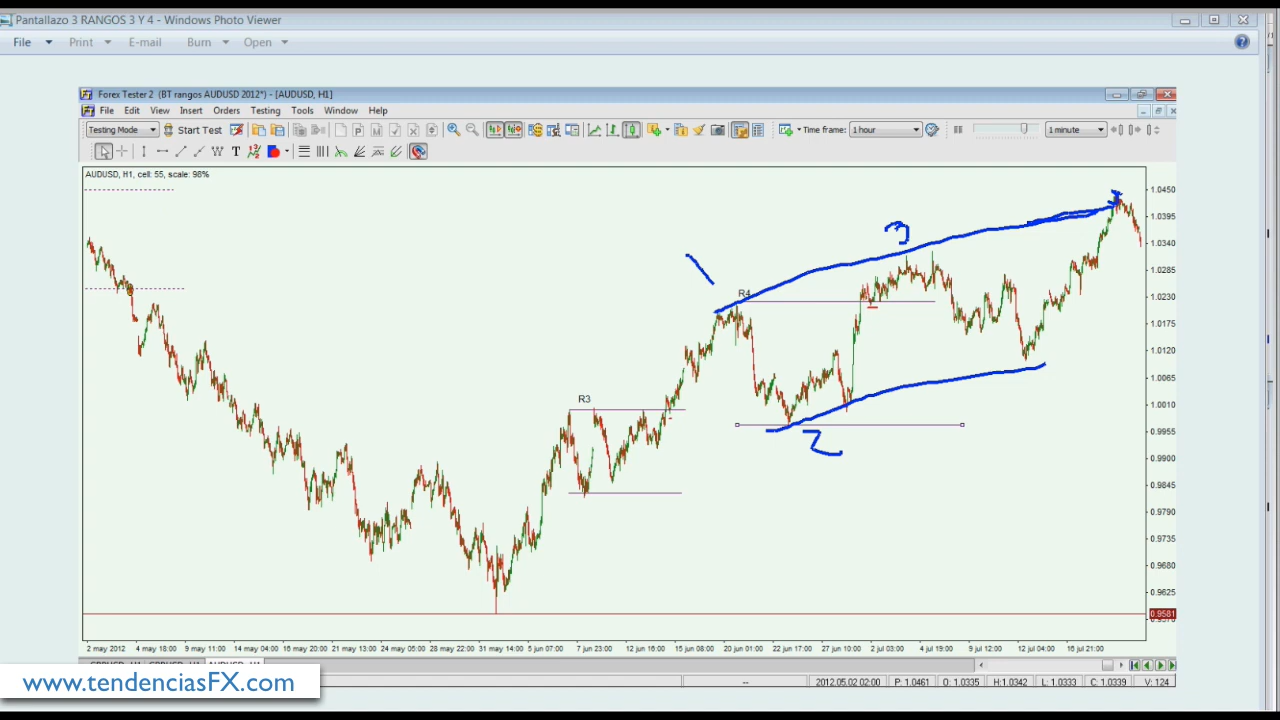 Pantallazo 3 RANGOS 3 Y 4 - Windows Photo Viewer
File Print E-mail Burn Open
Forex Tester 2 (BT rangos AUDUSD 2012*) - [AUDUSD, H1]
File Edit View Insert Orders Testing Tools Window Help
Testing Mode Start Test Time frame: 1 hour 1 minute
AUDUSD, H1, cell: 55, scale: 98%
1.0450
1.0395
1.0340
1.0285
1.0230
1.0175
1.0120
1.0065
1.0010
0.9955
0.9900
0.9845
0.9790
0.9735
0.9680
0.9625
0.9581
R4
R3
1
3
2
2 may 2012 4 may 18:00 9 may 10:00 14 may 04:00 16 may 20:00 21 may 13:00 24 may 05:00 28 may 22:00 31 may 14:00 5 jun 07:00 7 jun 23:00 12 jun 16:00 15 jun 08:00 20 jun 01:00 22 jun 17:00 27 jun 10:00 2 jul 03:00 4 jul 19:00 9 jul 12:00 12 jul 04:00 16 jul 21:00
www.tendenciasFX.com
-- 2012.05.02 02:00 P: 1.0461 O: 1.0335 H: 1.0342 L: 1.0333 C: 1.0339 V: 124